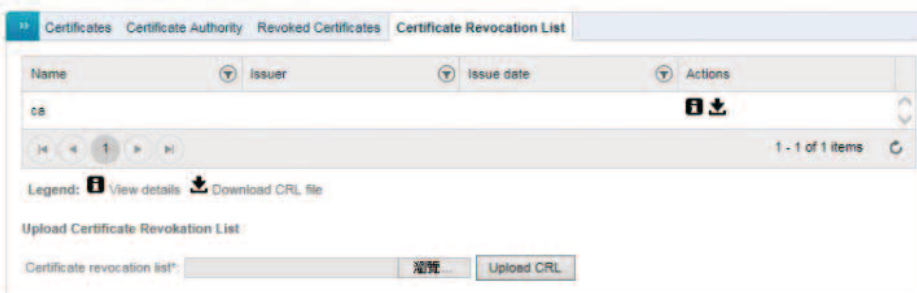 Certificates Certificate Authority Revoked Certificates Certificate Revocation List
Name Issuer Issue date Actions
ca
1 1 - 1 of 1 items
Legend: View details Download CRL file
Upload Certificate Revokation List
Certificate revocation list*: 瀏覽... Upload CRL